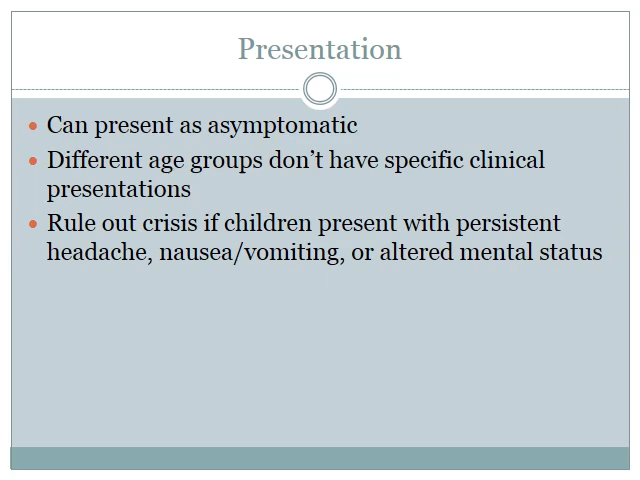 Presentation
• Can present as asymptomatic
• Different age groups don’t have specific clinical
presentations
• Rule out crisis if children present with persistent
headache, nausea/vomiting, or altered mental status